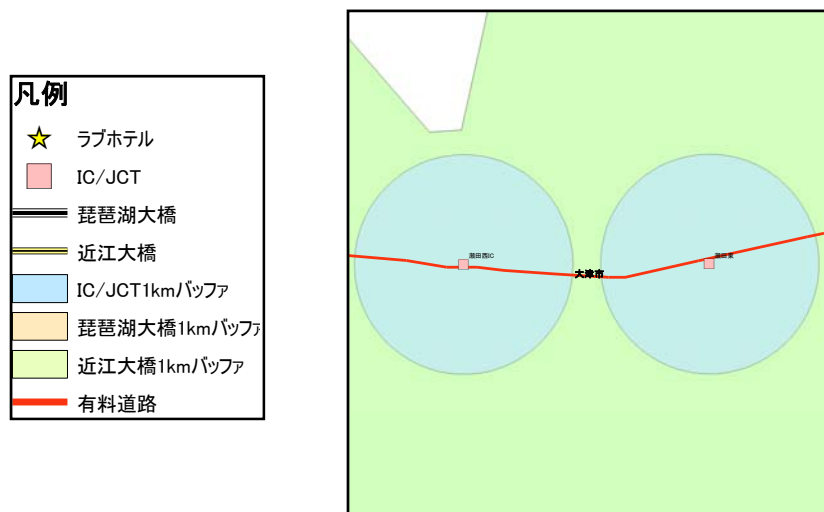 凡例
ラブホテル
IC/JCT
琵琶湖大橋
近江大橋
IC/JCT1kmバッファ
琵琶湖大橋1kmバッファ
近江大橋1kmバッファ
有料道路
瀬田西IC
瀬田東
大津市